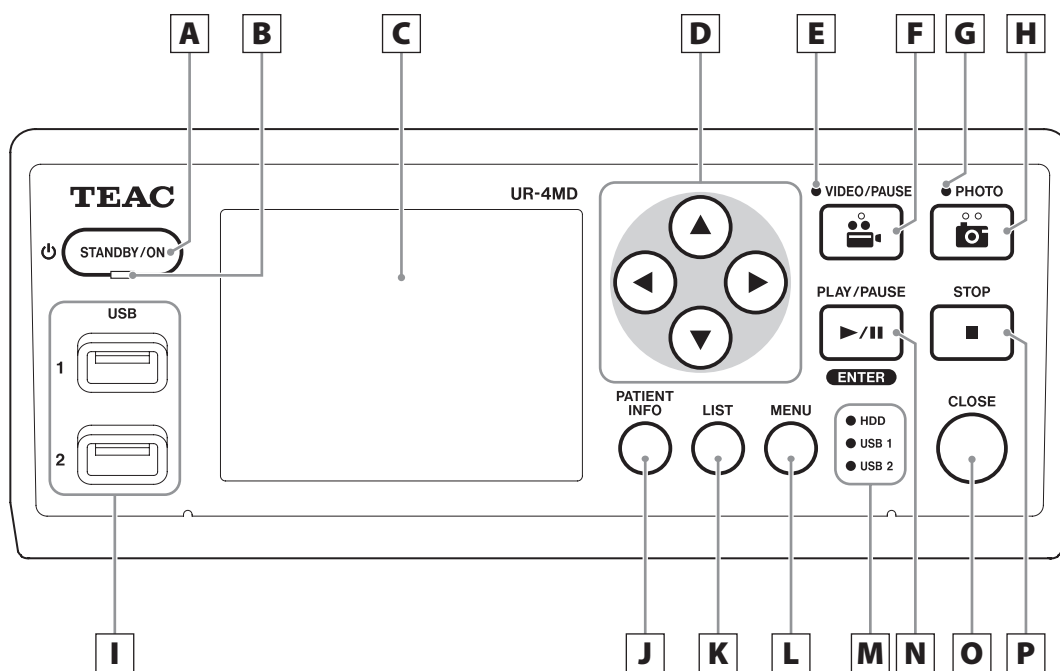 A B C D E F G H
TEAC
UR-4MD
VIDEO/PAUSE
PHOTO
STANDBY/ON
USB
1
2
PLAY/PAUSE
STOP
ENTER
PATIENT
INFO
LIST
MENU
HDD
USB 1
USB 2
CLOSE
I J K L M N O P